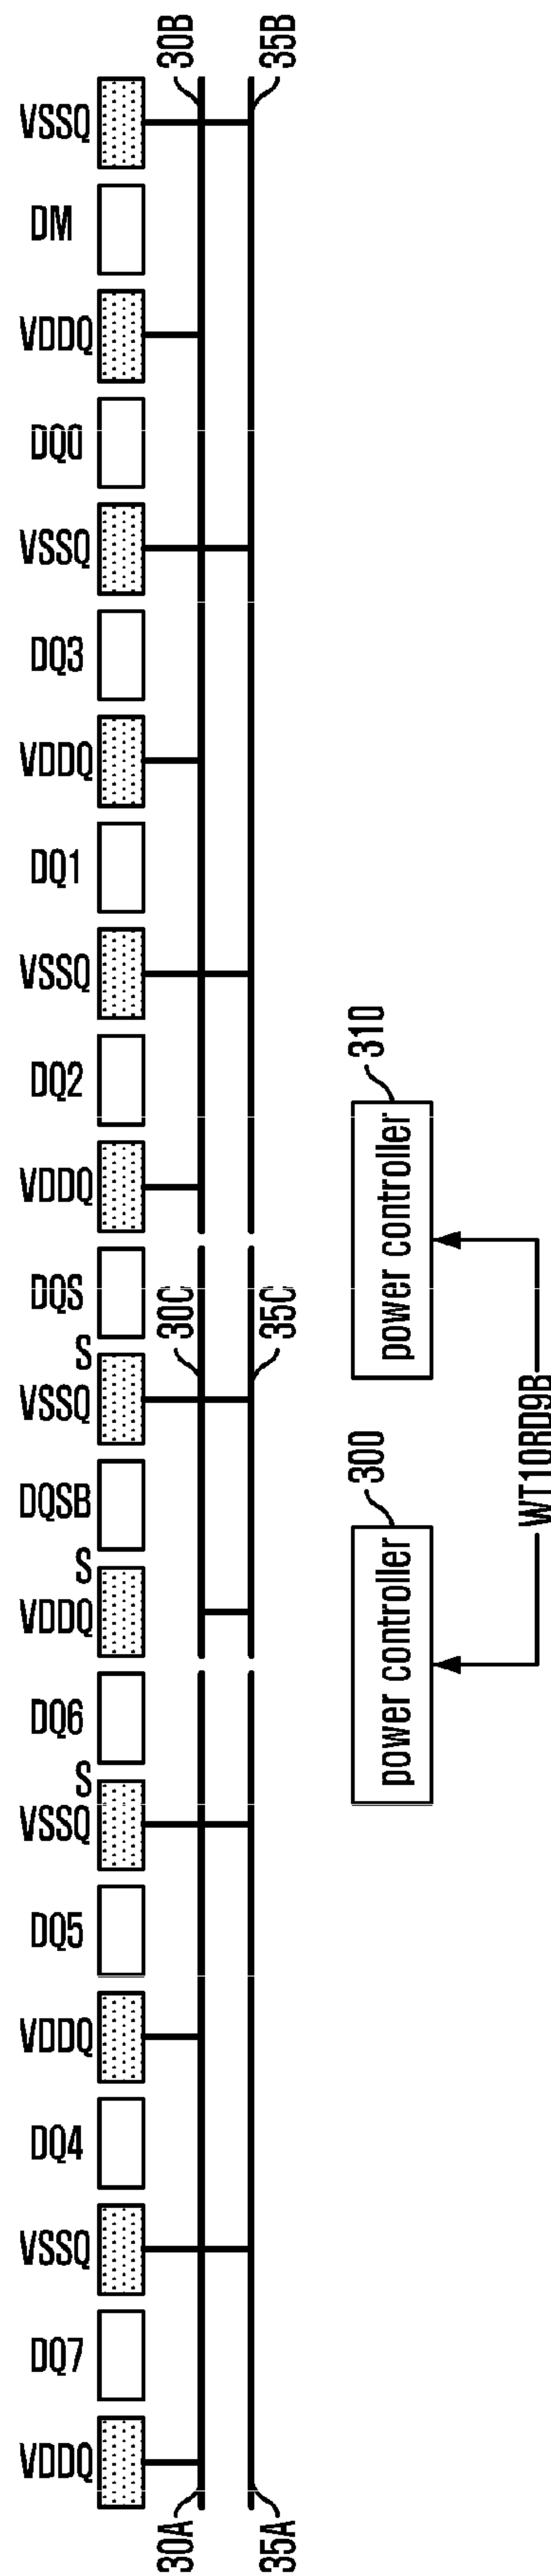 VDDQ
DQ7
VSSQ
DQ4
VDDQ
DQ5
VSSQ
S
DQ6
VDDQ
S
DQSB
VSSQ
S
DQS
VDDQ
DQ2
VSSQ
DQ1
VDDQ
DQ3
VSSQ
DQ0
VDDQ
DM
VSSQ
30A
30C
30B
35A
35C
35B
300
310
power controller
power controller
WT10RD9B